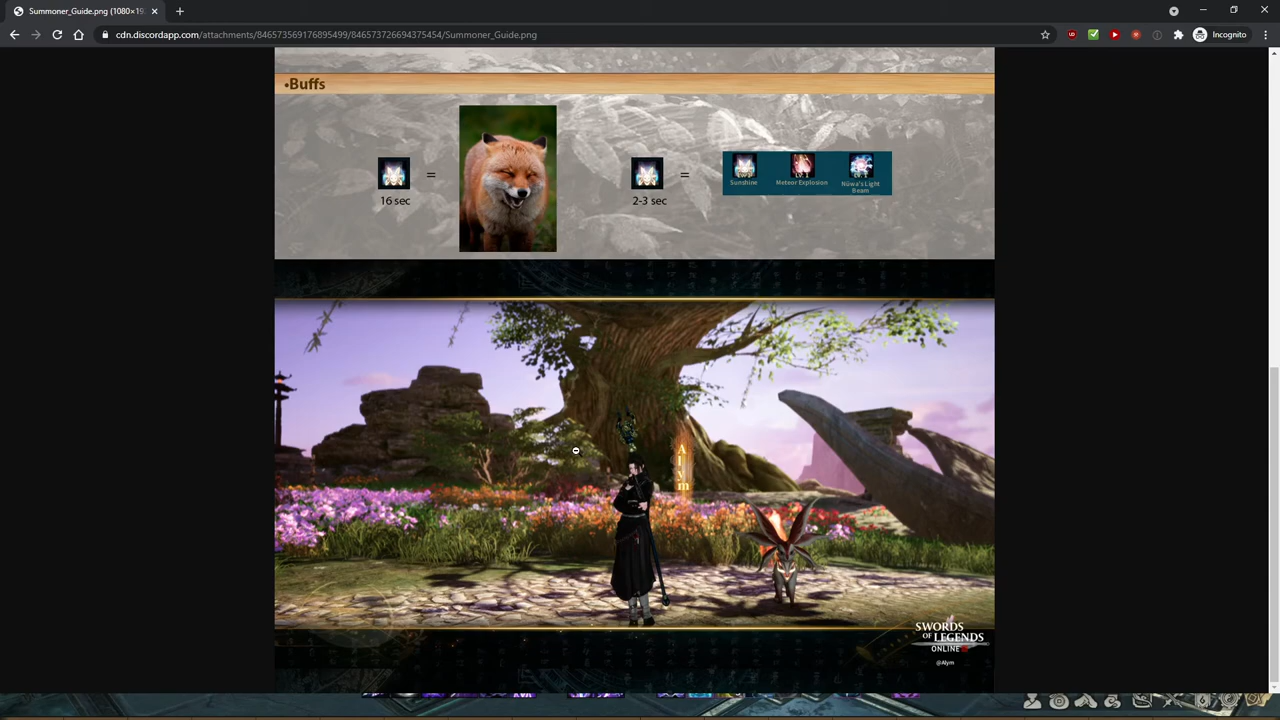 Summoner_Guide.png (1080×19
cdn.discordapp.com/attachments/846573569176895499/846573726694375454/Summoner_Guide.png
Incognito
•Buffs
16 sec
=
2-3 sec
=
Sunshine
Meteor Explosion
Nüwa's Light
Beam
Alym
SWORDS
OF LEGENDS
ONLINE
@Alym